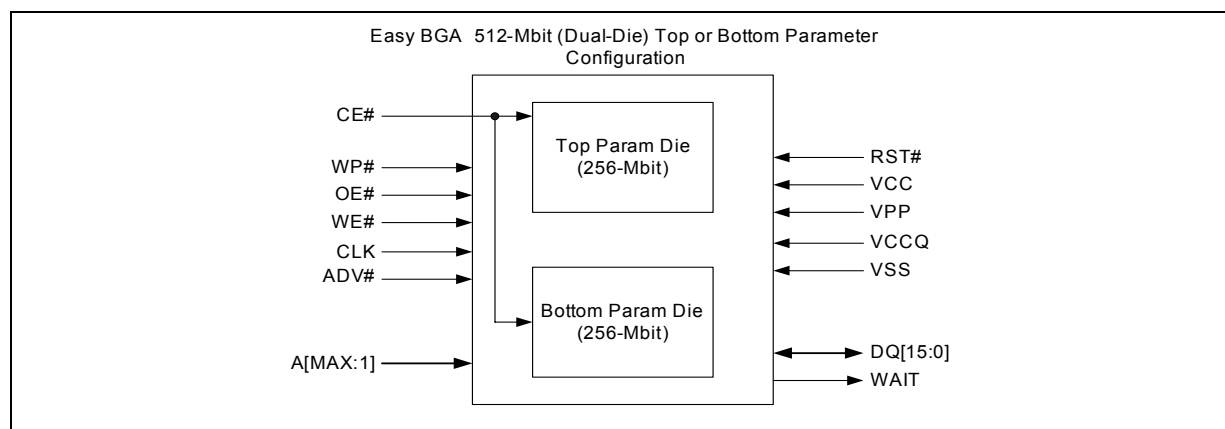 Easy BGA 512-Mbit (Dual-Die) Top or Bottom Parameter
Configuration
CE#
WP#
OE#
WE#
CLK
ADV#
A[MAX:1]
Top Param Die
(256-Mbit)
Bottom Param Die
(256-Mbit)
RST#
VCC
VPP
VCCQ
VSS
DQ[15:0]
WAIT